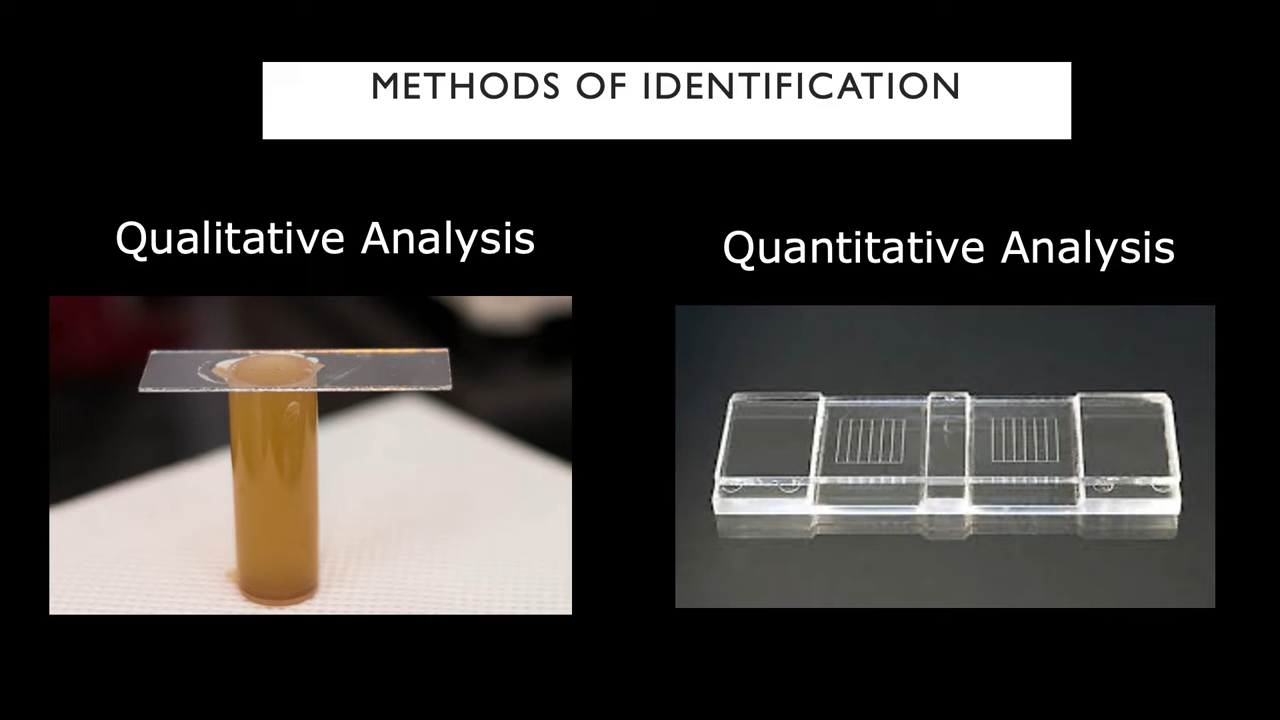 METHODS OF IDENTIFICATION
Qualitative Analysis
Quantitative Analysis